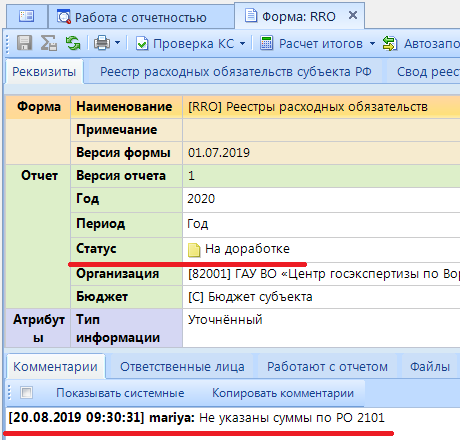 Работа с отчетностью
Форма: RRO
Проверка КС
Расчет итогов
Автозапо
Реквизиты
Реестр расходных обязательств субъекта РФ
Свод реест
Форма
Наименование
[RRO] Реестры расходных обязательств
Примечание
Версия формы
01.07.2019
Отчет
Версия отчета
1
Год
2020
Период
Год
Статус
На доработке
Организация
[82001] ГАУ ВО «Центр госэкспертизы по Вор
Бюджет
[С] Бюджет субъекта
Атрибут
ы
Тип
информации
Уточнённый
Комментарии
Ответственные лица
Работают с отчетом
Файлы
Показывать системные
Копировать комментарии
[20.08.2019 09:30:31] mariya: Не указаны суммы по РО 2101